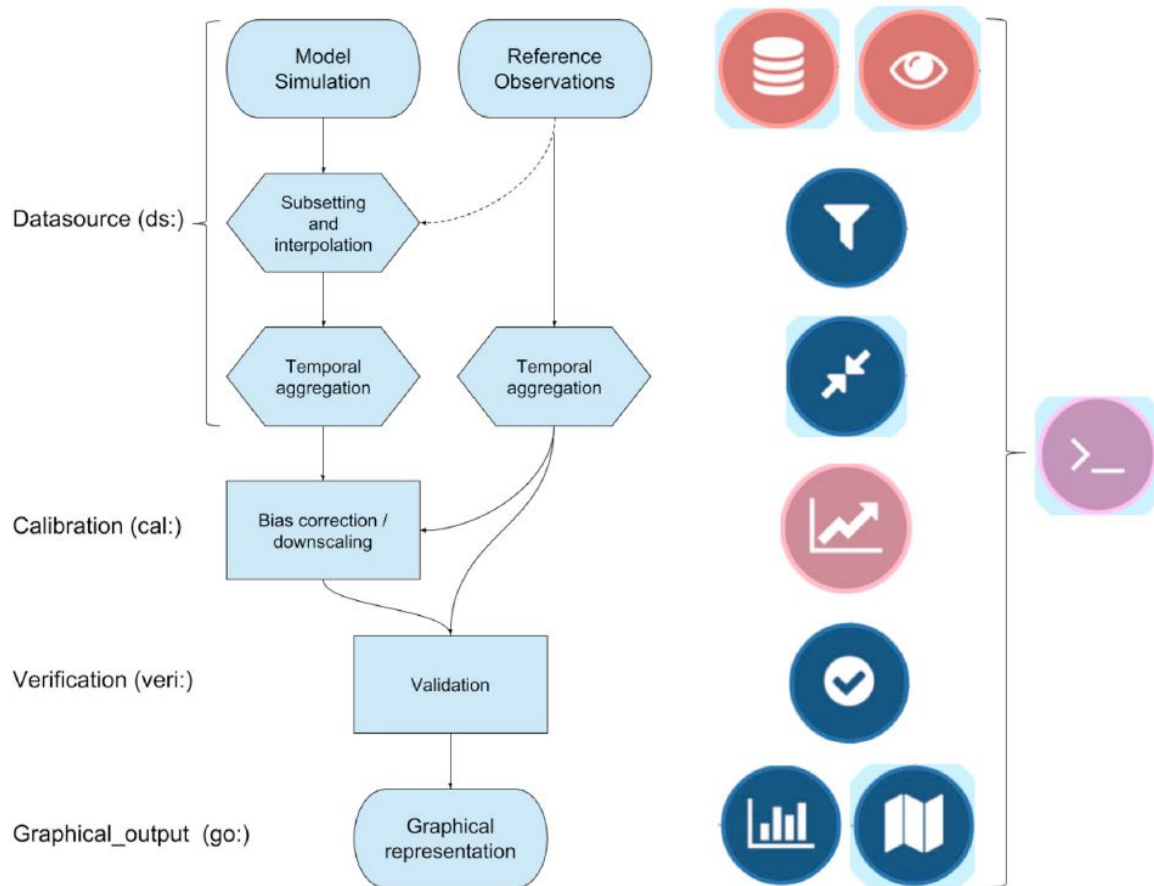 Model
Simulation
Reference
Observations
Datasource (ds:)
Subsetting
and
interpolation
Temporal
aggregation
Temporal
aggregation
Calibration (cal:)
Bias correction /
downscaling
Verification (veri:)
Validation
Graphical_output (go:)
Graphical
representation
>_